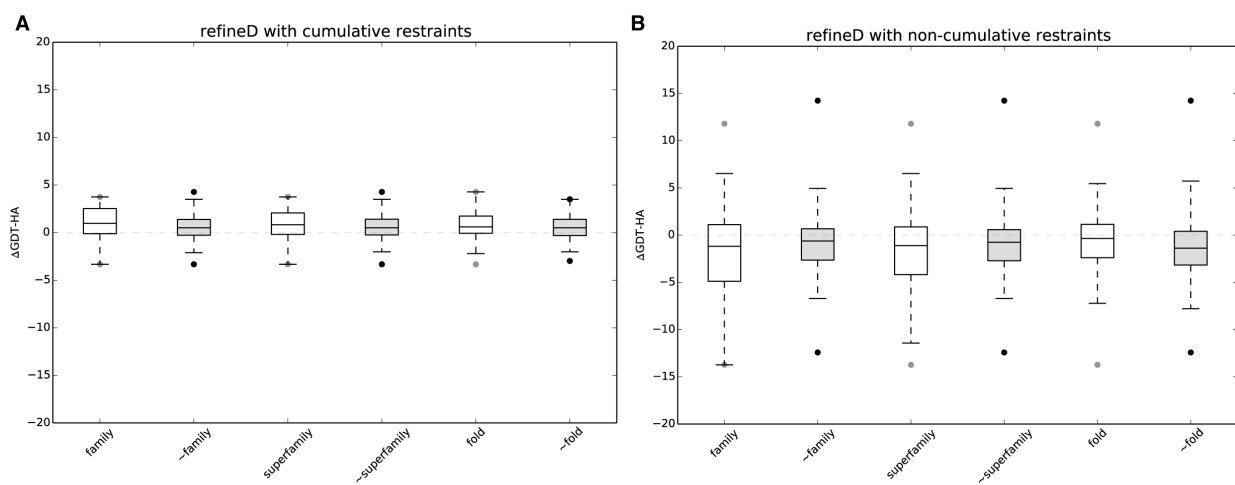 A
refineD with cumulative restraints
20
15
10
5
0
−5
−10
−15
−20
ΔGDT-HA
family
~family
superfamily
~superfamily
fold
~fold
B
refineD with non-cumulative restraints
20
15
10
5
0
−5
−10
−15
−20
ΔGDT-HA
family
~family
superfamily
~superfamily
fold
~fold